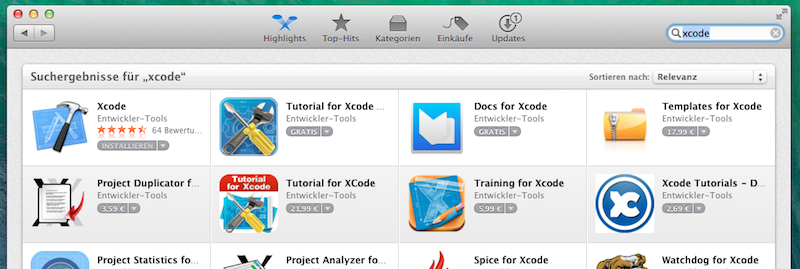 1
Highlights Top-Hits Kategorien Einkäufe Updates
xcode
Suchergebnisse für „xcode“
Sortieren nach: Relevanz
Xcode
Entwickler-Tools
64 Bewertu...
INSTALLIEREN
Tutorial for Xcode ...
Entwickler-Tools
GRATIS
Docs for Xcode
Entwickler-Tools
GRATIS
Templates for Xcode
Entwickler-Tools
17,99 €
Project Duplicator f...
Entwickler-Tools
3,59 €
Tutorial
for Xcode
Tutorial for XCode
Entwickler-Tools
21,99 €
Training for Xcode
Entwickler-Tools
5,99 €
xc
Xcode Tutorials - D...
Entwickler-Tools
2,69 €
Project Statistics fo...
Project Analyzer fo...
Spice for Xcode
Watchdog for Xcode